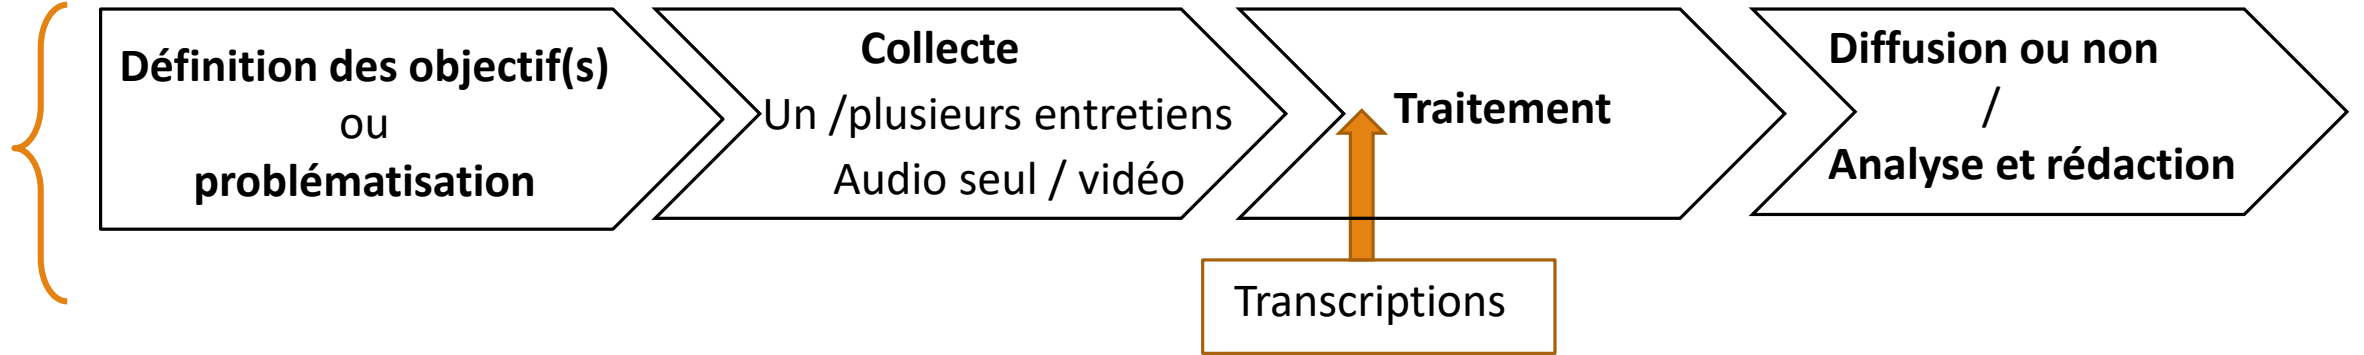 Définition des objectif(s)
ou
problématisation
Collecte
Un /plusieurs entretiens
Audio seul / vidéo
Traitement
Diffusion ou non
/
Analyse et rédaction
Transcriptions